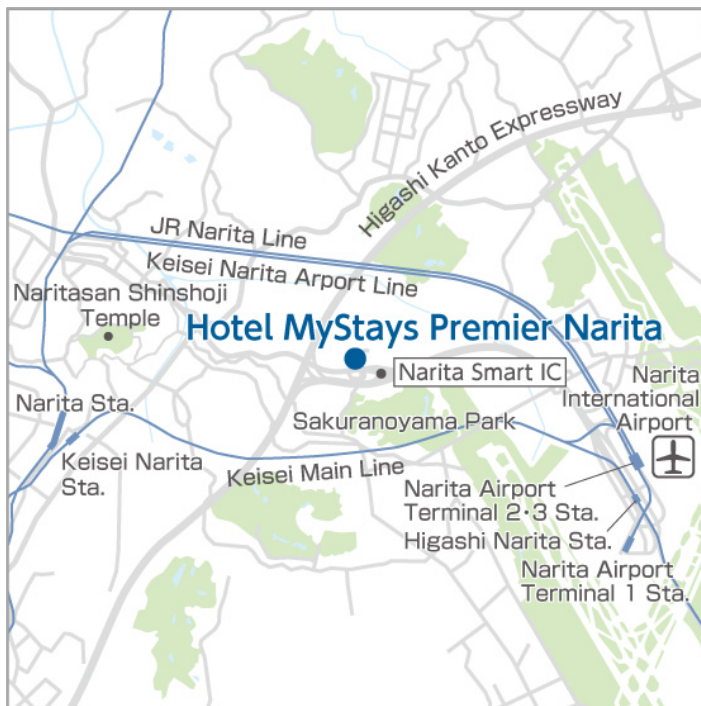 Higashi Kanto Expressway
JR Narita Line
Keisei Narita Arport Line
Naritasan Shinshoji
Temple
Hotel MyStays Premier Narita
Narita Smart IC
Narita
International
Airport
Narita Sta.
Sakuranoyama Park
Keisei Narita
Sta.
Keisei Main Line
Narita Airport
Terminal 2・3 Sta.
Higashi Narita Sta.
Narita Airport
Terminal 1 Sta.